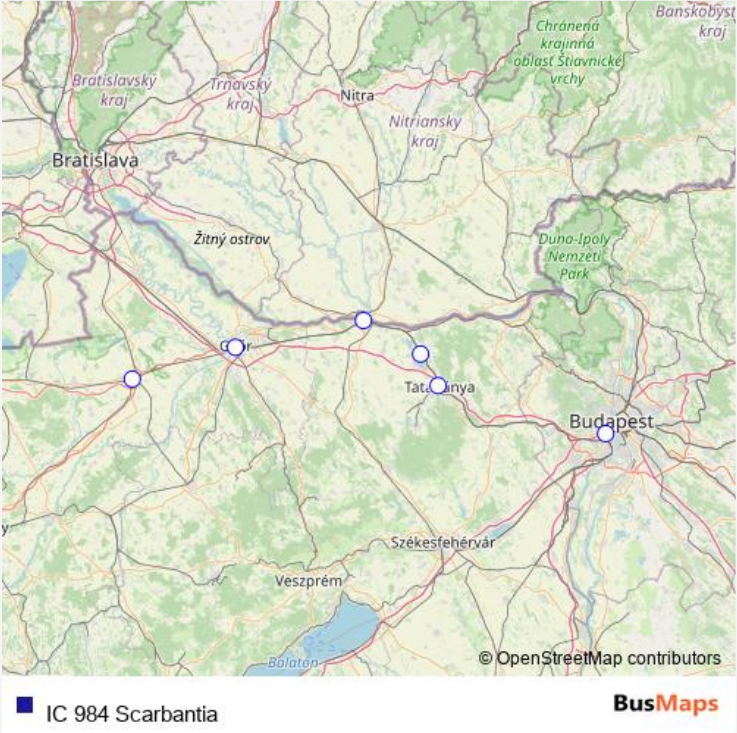 Banskobyst
kraj
Chránená
krajinná
oblasť Štiavnické
vrchy
Bratislavský
kraj
Trnavský
kraj
Nitra
Nitriansky
kraj
Bratislava
Žitný ostrov
Duna-Ipoly
Nemzeti
Park
Budapest
y
Székesfehérvár
Veszprém
Balaton
© OpenStreetMap contributors
IC 984 Scarbantia
BusMaps